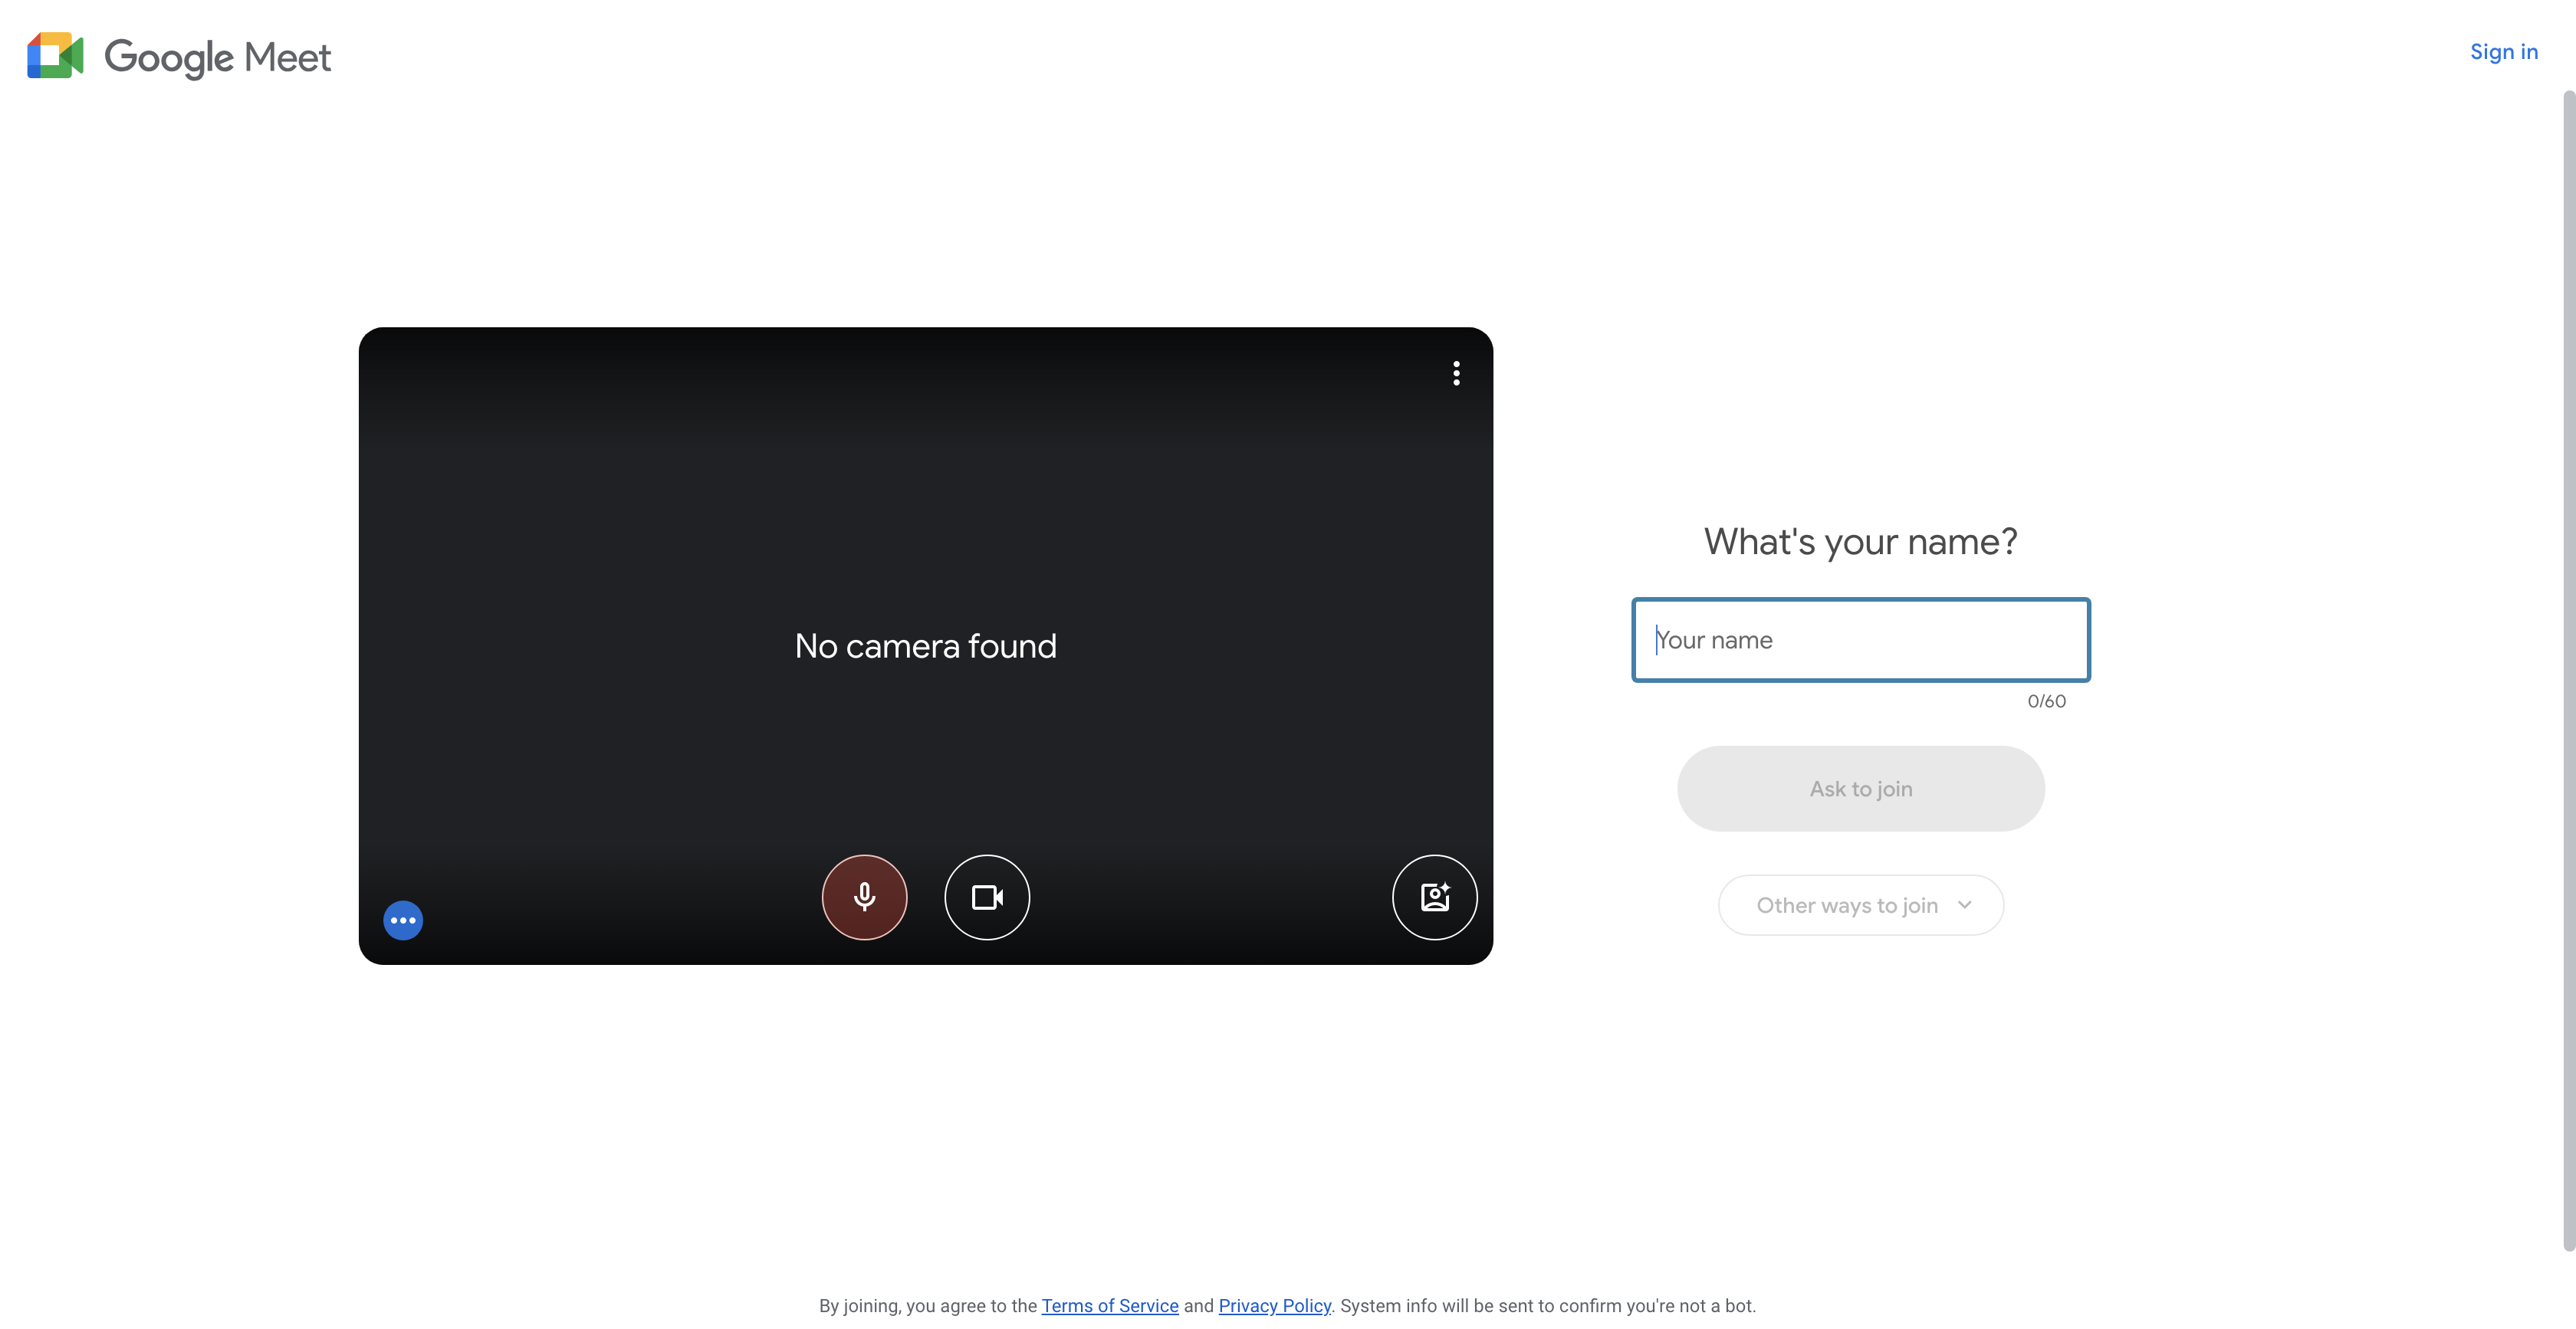 Google Meet
Sign in
No camera found
What's your name?
Your name
0/60
Ask to join
Other ways to join
By joining, you agree to the Terms of Service and Privacy Policy. System info will be sent to confirm you're not a bot.